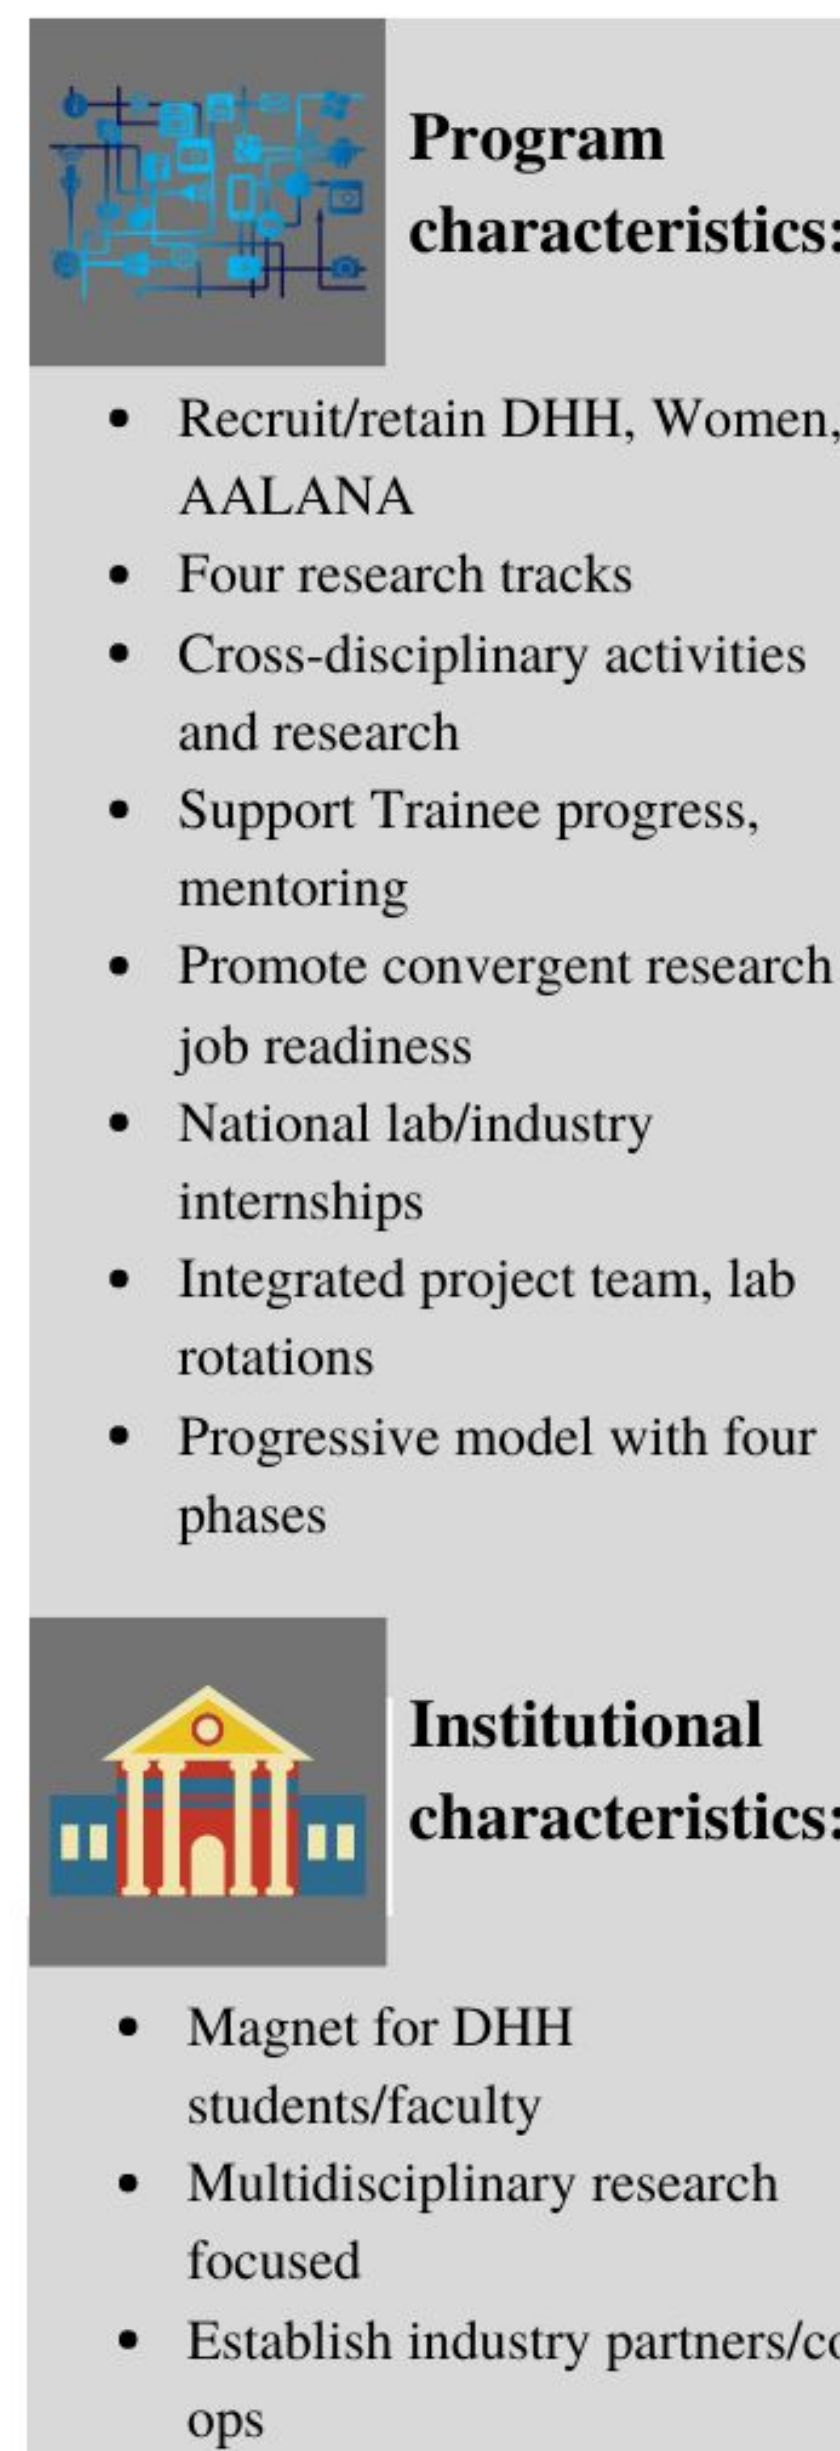 Program
characteristics:
Recruit/retain DHH, Women,
AALANA
Four research tracks
Cross-disciplinary activities
and research
Support Trainee progress,
mentoring
Promote convergent research
job readiness
National lab/industry
internships
Integrated project team, lab
rotations
Progressive model with four
phases
Institutional
characteristics:
Magnet for DHH
students/faculty
Multidisciplinary research
focused
Establish industry partners/co
ops